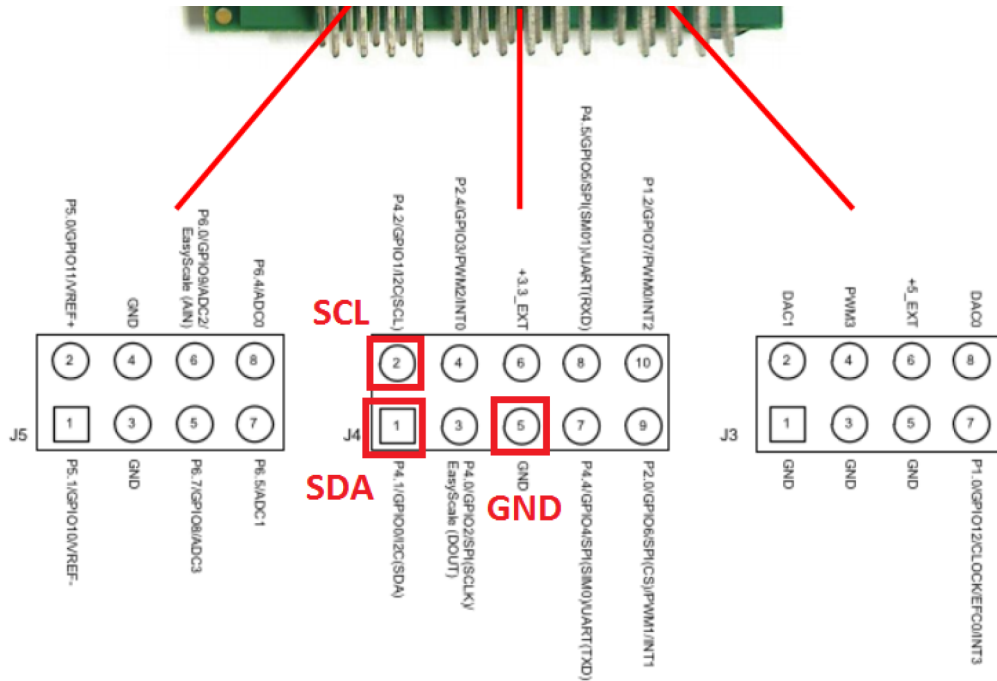 P5.0/GPIO11/VREF+
GND
P6.0/GPIO9/ADC2/
EasyScale (AIN)
P6.4/ADC0
2
4
6
8
J5
1
3
5
7
P5.1/GPIO10/VREF-
GND
P6.7/GPIO8/ADC3
P6.5/ADC1
P4.2/GPIO1/I2C(SCL)
P2.4/GPIO3/PWM2/INT0
+3.3_EXT
P4.5/GPIO5/SPI(SM01)/UART(RXD)
P1.2/GPIO7/PWM0/INT2
SCL
2
4
6
8
10
J4
1
3
5
7
9
SDA
GND
P4.1/GPIO0/I2C(SDA)
P4.0/GPIO2/SPI(SCLK)/
EasyScale (DOUT)
GND
P4.4/GPIO4/SPI(SIM0)/UART(TXD)
P2.0/GPIO6/SPI(CS)/PWM1/INT1
DAC1
PWM3
+5_EXT
DAC0
2
4
6
8
J3
1
3
5
7
GND
GND
GND
P1.0/GPIO12/CLOCK/EFC0/INT3